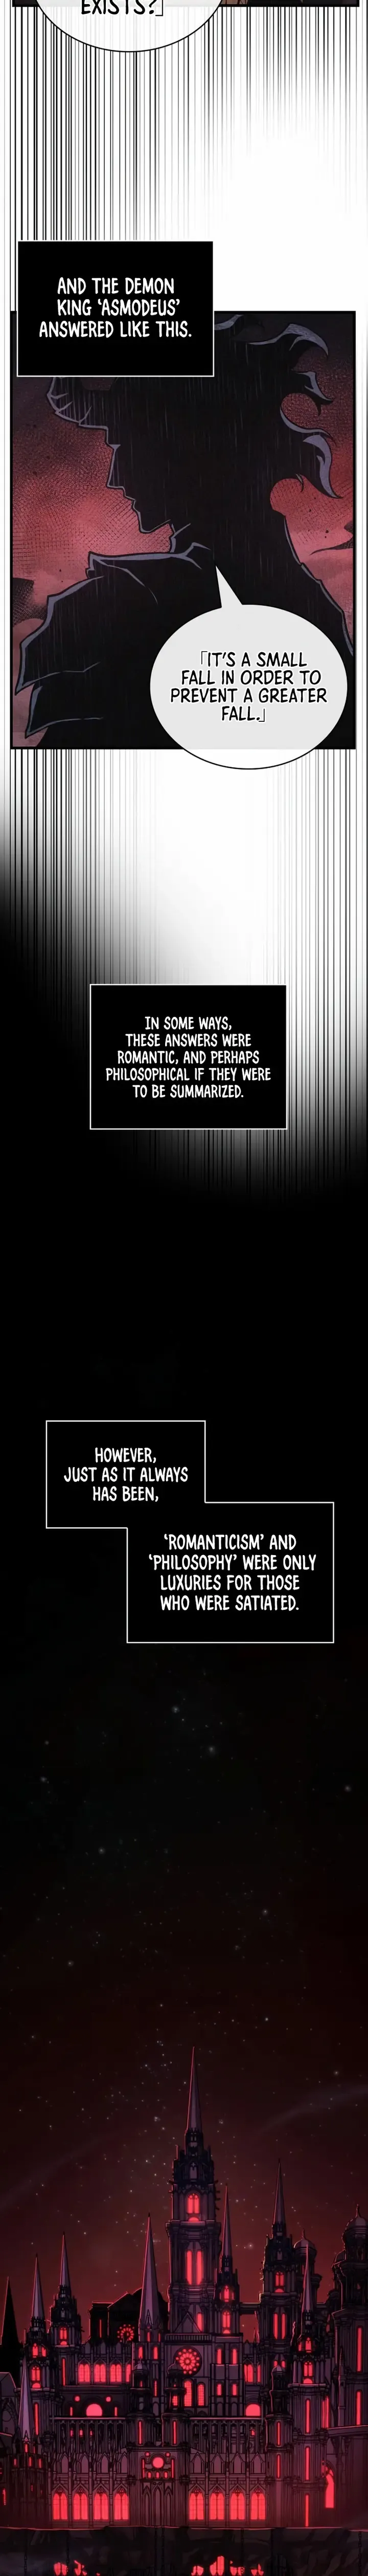 EXISTS?」
AND THE DEMON
KING 'ASMODEUS'
ANSWERED LIKE THIS.
「IT'S A SMALL
FALL IN ORDER TO
PREVENT A GREATER
FALL.」
IN SOME WAYS,
THESE ANSWERS WERE
ROMANTIC, AND PERHAPS
PHILOSOPHICAL IF THEY WERE
TO BE SUMMARIZED.
HOWEVER,
JUST AS IT ALWAYS
HAS BEEN,
'ROMANTICISM' AND
'PHILOSOPHY' WERE ONLY
LUXURIES FOR THOSE
WHO WERE SATIATED.